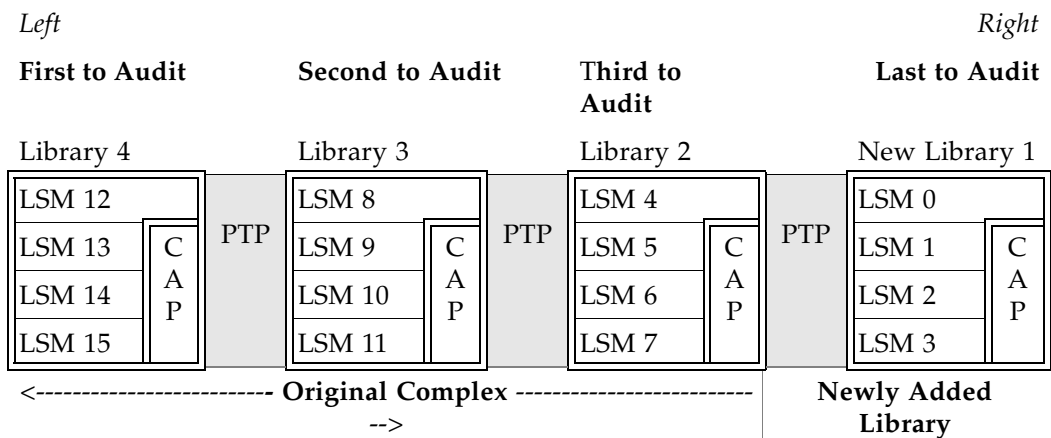 Left Right
First to Audit Second to Audit Third to Last to Audit
Audit
Library 4 Library 3 Library 2 New Library 1
LSM 12 LSM 8 LSM 4 LSM 0
LSM 13 C PTP LSM 9 C PTP LSM 5 C PTP LSM 1 C
A A A A
LSM 14 P LSM 10 P LSM 6 P LSM 2 P
LSM 15 LSM 11 LSM 7 LSM 3
<-------------------------- Original Complex -------------------------- Newly Added
--> Library